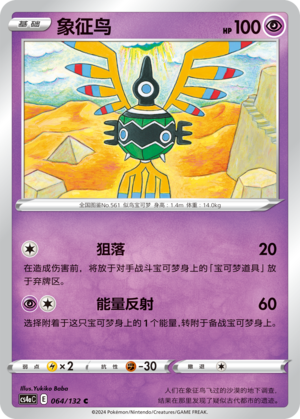 基础 象征鸟 HP 100
全国图鉴No.561 似鸟宝可梦 身高：1.4m 体重：14.0kg
狙落 20
在造成伤害前，将放于对手战斗宝可梦身上的「宝可梦道具」放
于弃牌区。
能量反射 60
选择附着于这只宝可梦身上的1个能量，转附于备战宝可梦身上。
弱点 ×2 抗性 -30 撤退
Illus. Yukiko Baba
CS4aC E 064/132 C
人们在象征鸟飞过的沙漠的地下调查，
结果在那里发现了疑似古代都市的遗迹。
©2024 Pokémon/Nintendo/Creatures/GAME FREAK.